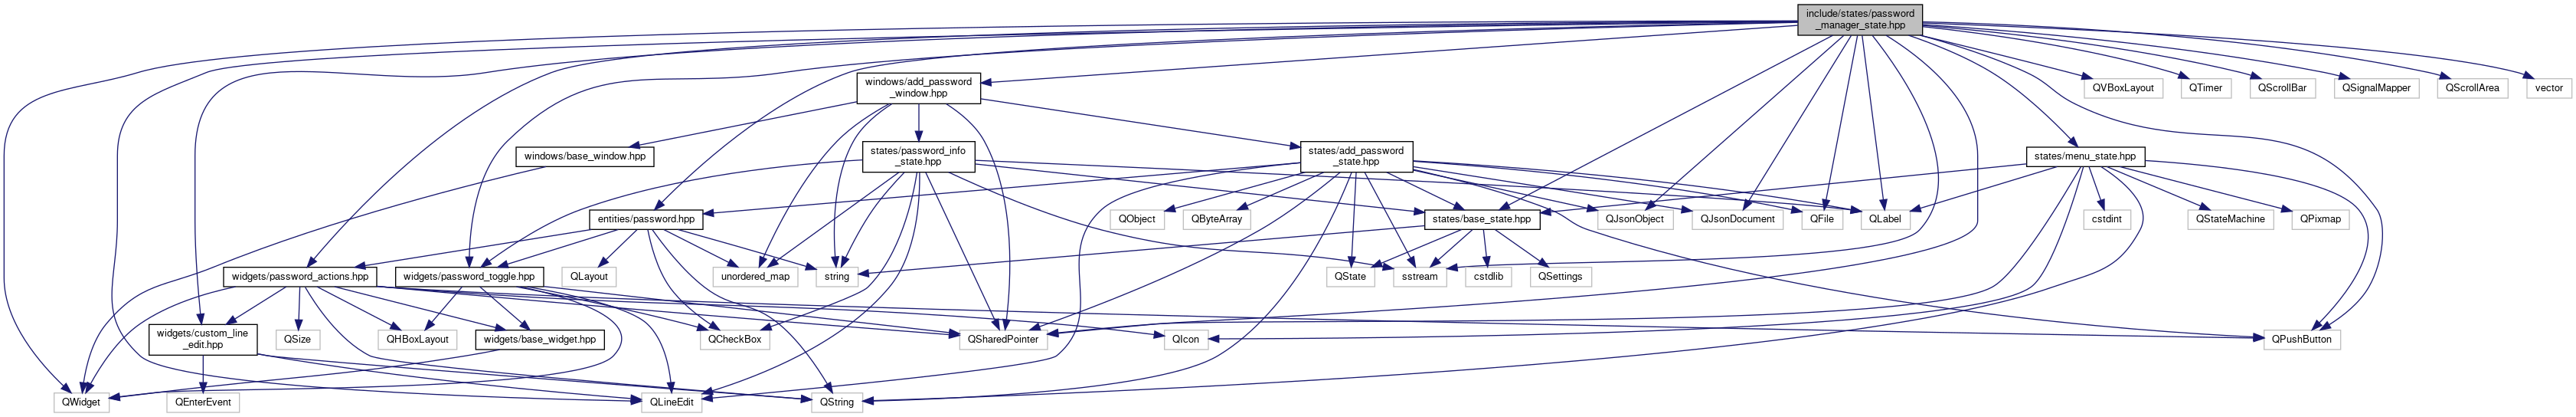 include/states/password
_manager_state.hpp
windows/add_password
_window.hpp
QVBoxLayout
QTimer
QScrollBar
QSignalMapper
QScrollArea
vector
windows/base_window.hpp
states/password_info
_state.hpp
states/add_password
_state.hpp
states/menu_state.hpp
entities/password.hpp
QObject
QByteArray
states/base_state.hpp
QJsonObject
QJsonDocument
QFile
QLabel
cstdint
QStateMachine
QPixmap
widgets/password_actions.hpp
widgets/password_toggle.hpp
QLayout
unordered_map
string
QState
sstream
cstdlib
QSettings
widgets/custom_line
_edit.hpp
QSize
QHBoxLayout
widgets/base_widget.hpp
QCheckBox
QSharedPointer
QIcon
QPushButton
QWidget
QEnterEvent
QLineEdit
QString